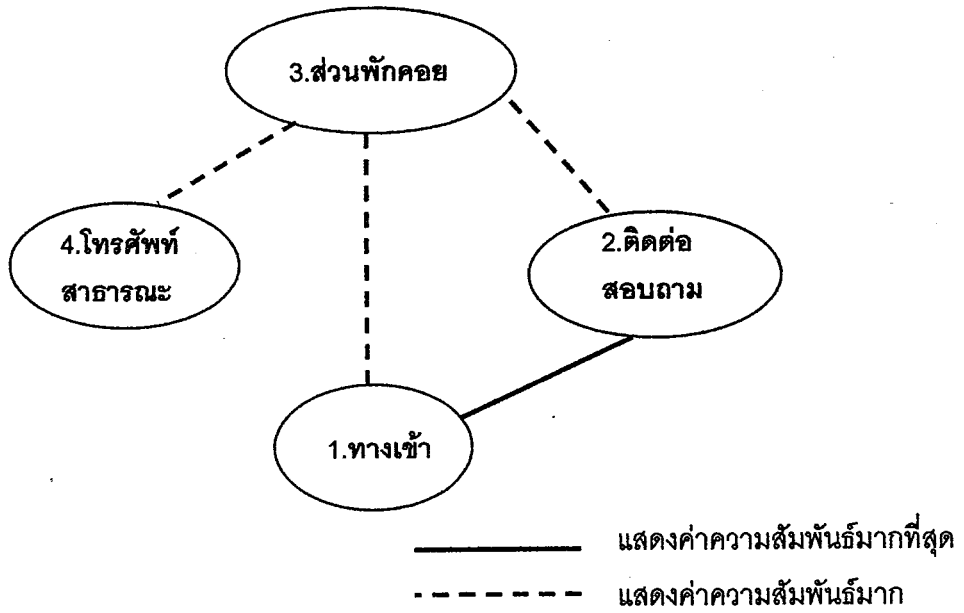 3.ส่วนพักคอย
4.โทรศัพท์
สาธารณะ
2.ติดต่อ
สอบถาม
1.ทางเข้า
แสดงค่าความสัมพันธ์มากที่สุด
แสดงค่าความสัมพันธ์มาก